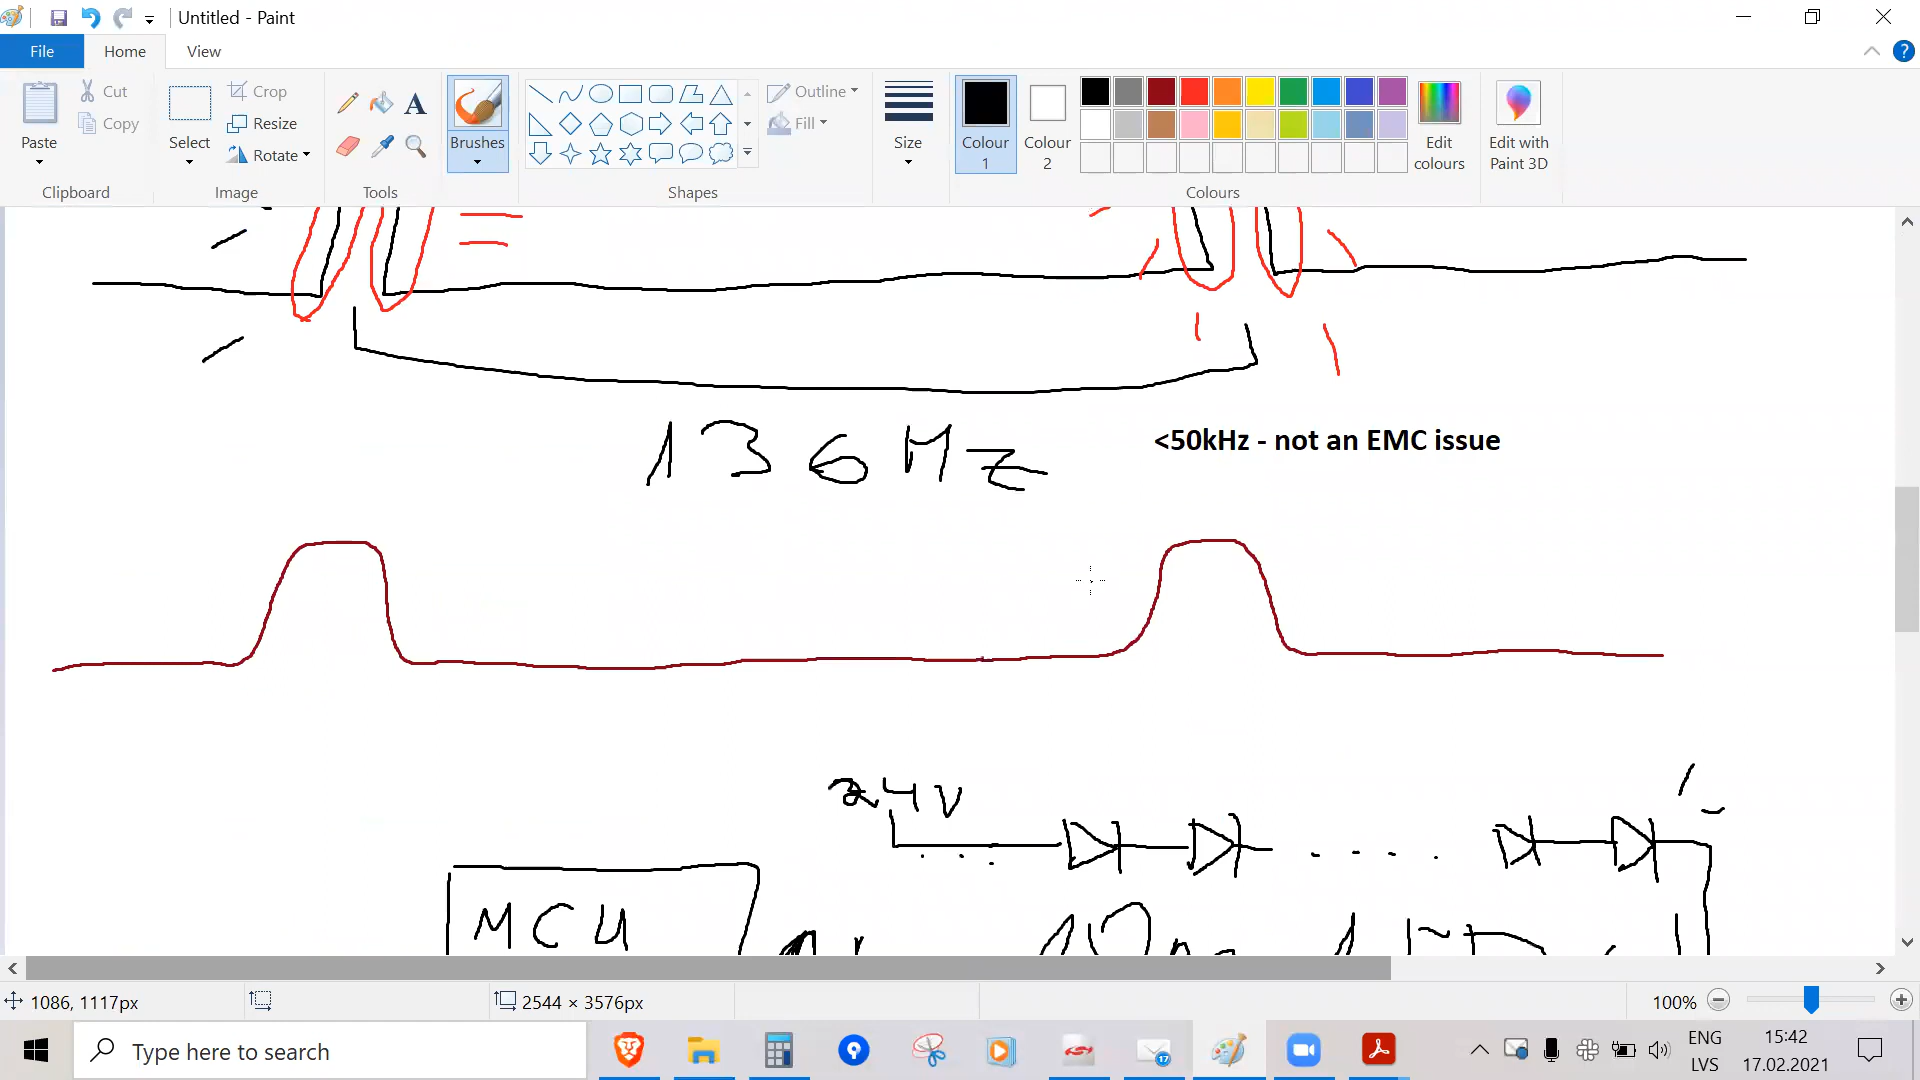 Untitled - Paint
File Home View
Paste
Cut
Copy
Clipboard
Select
Crop
Resize
Rotate
Image
A
Tools
Brushes
Outline
Fill
Shapes
Size
Colour 1
Colour 2
Edit colours
Colours
Edit with Paint 3D
136Hz
<50kHz - not an EMC issue
24V
MCU
1086, 1117px
2544 × 3576px
100%
Type here to search
17
ENG
LVS
15:42
17.02.2021